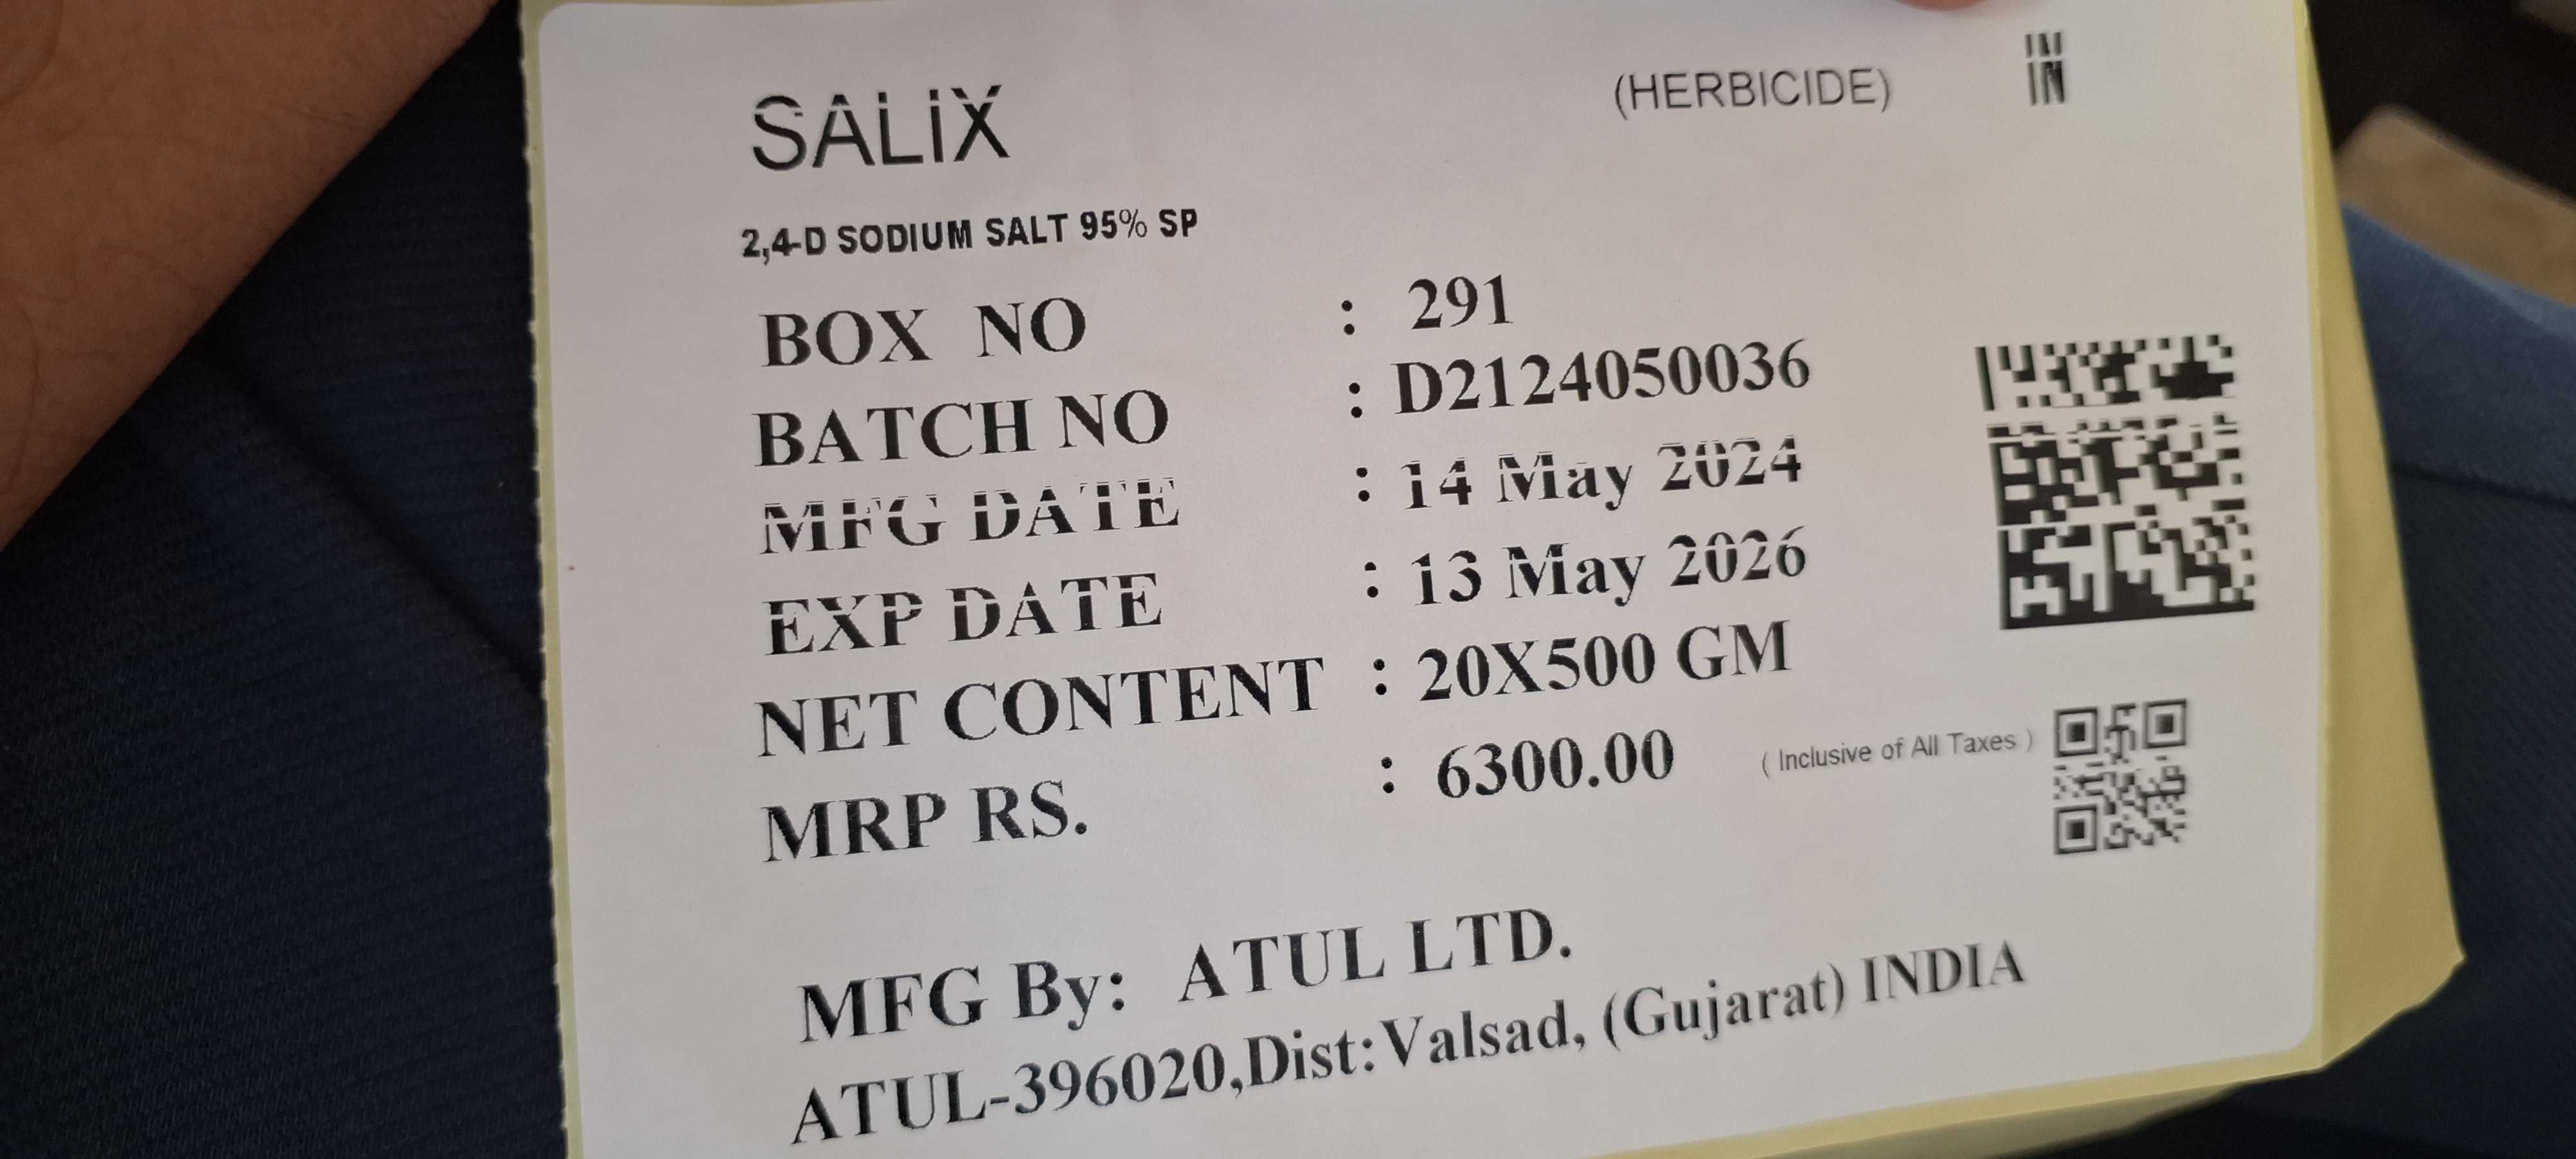 SALIX (HERBICIDE) IN
2,4-D SODIUM SALT 95% SP
BOX NO : 291
BATCH NO : D2124050036
MFG DATE : 14 May 2024
EXP DATE : 13 May 2026
NET CONTENT : 20X500 GM
MRP RS. : 6300.00 ( Inclusive of All Taxes )
MFG By: ATUL LTD.
ATUL-396020,Dist:Valsad, (Gujarat) INDIA